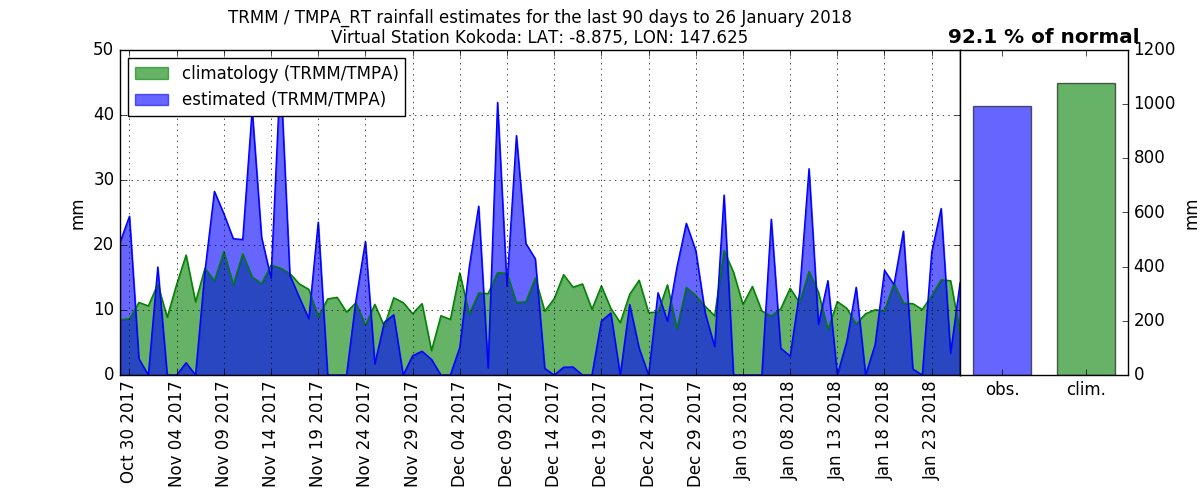 TRMM / TMPA_RT rainfall estimates for the last 90 days to 26 January 2018
Virtual Station Kokoda: LAT: -8.875, LON: 147.625
92.1 % of normal
climatology (TRMM/TMPA)
estimated (TRMM/TMPA)
mm
50
40
30
20
10
0
Oct 30 2017
Nov 04 2017
Nov 09 2017
Nov 14 2017
Nov 19 2017
Nov 24 2017
Nov 29 2017
Dec 04 2017
Dec 09 2017
Dec 14 2017
Dec 19 2017
Dec 24 2017
Dec 29 2017
Jan 03 2018
Jan 08 2018
Jan 13 2018
Jan 18 2018
Jan 23 2018
obs.
clim.
1200
1000
800
600
400
200
0
mm